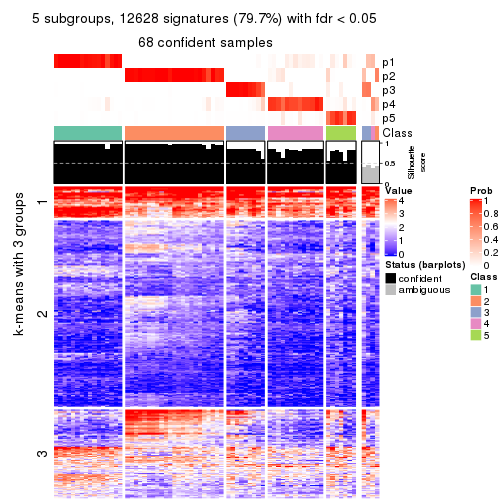 5 subgroups, 12628 signatures (79.7%) with fdr < 0.05
68 confident samples
p1
p2
p3
p4
p5
Class
1
0.5
0
Silhouette
score
k-means with 3 groups
1
2
3
Value
4
3
2
1
0
Status (barplots)
confident
ambiguous
Prob
1
0.8
0.6
0.4
0.2
0
Class
1
2
3
4
5